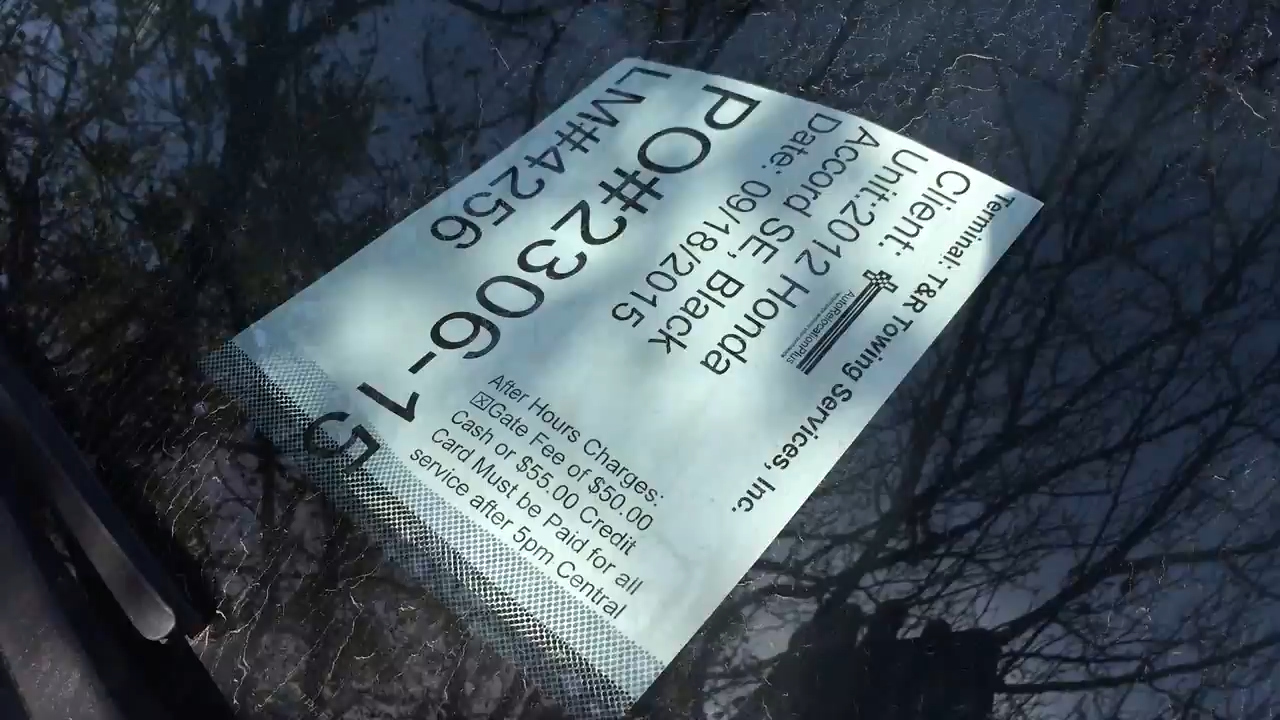 Terminal: T&R Towing Services, Inc.
AutoRelocationPlus
Client:
Unit:2012 Honda
Accord SE, Black
Date: 09/18/2015
PO#2306-15
LM#4256
After Hours Charges:
☒Gate Fee of $50.00
Cash or $55.00 Credit
Card Must be Paid for all
service after 5pm Central